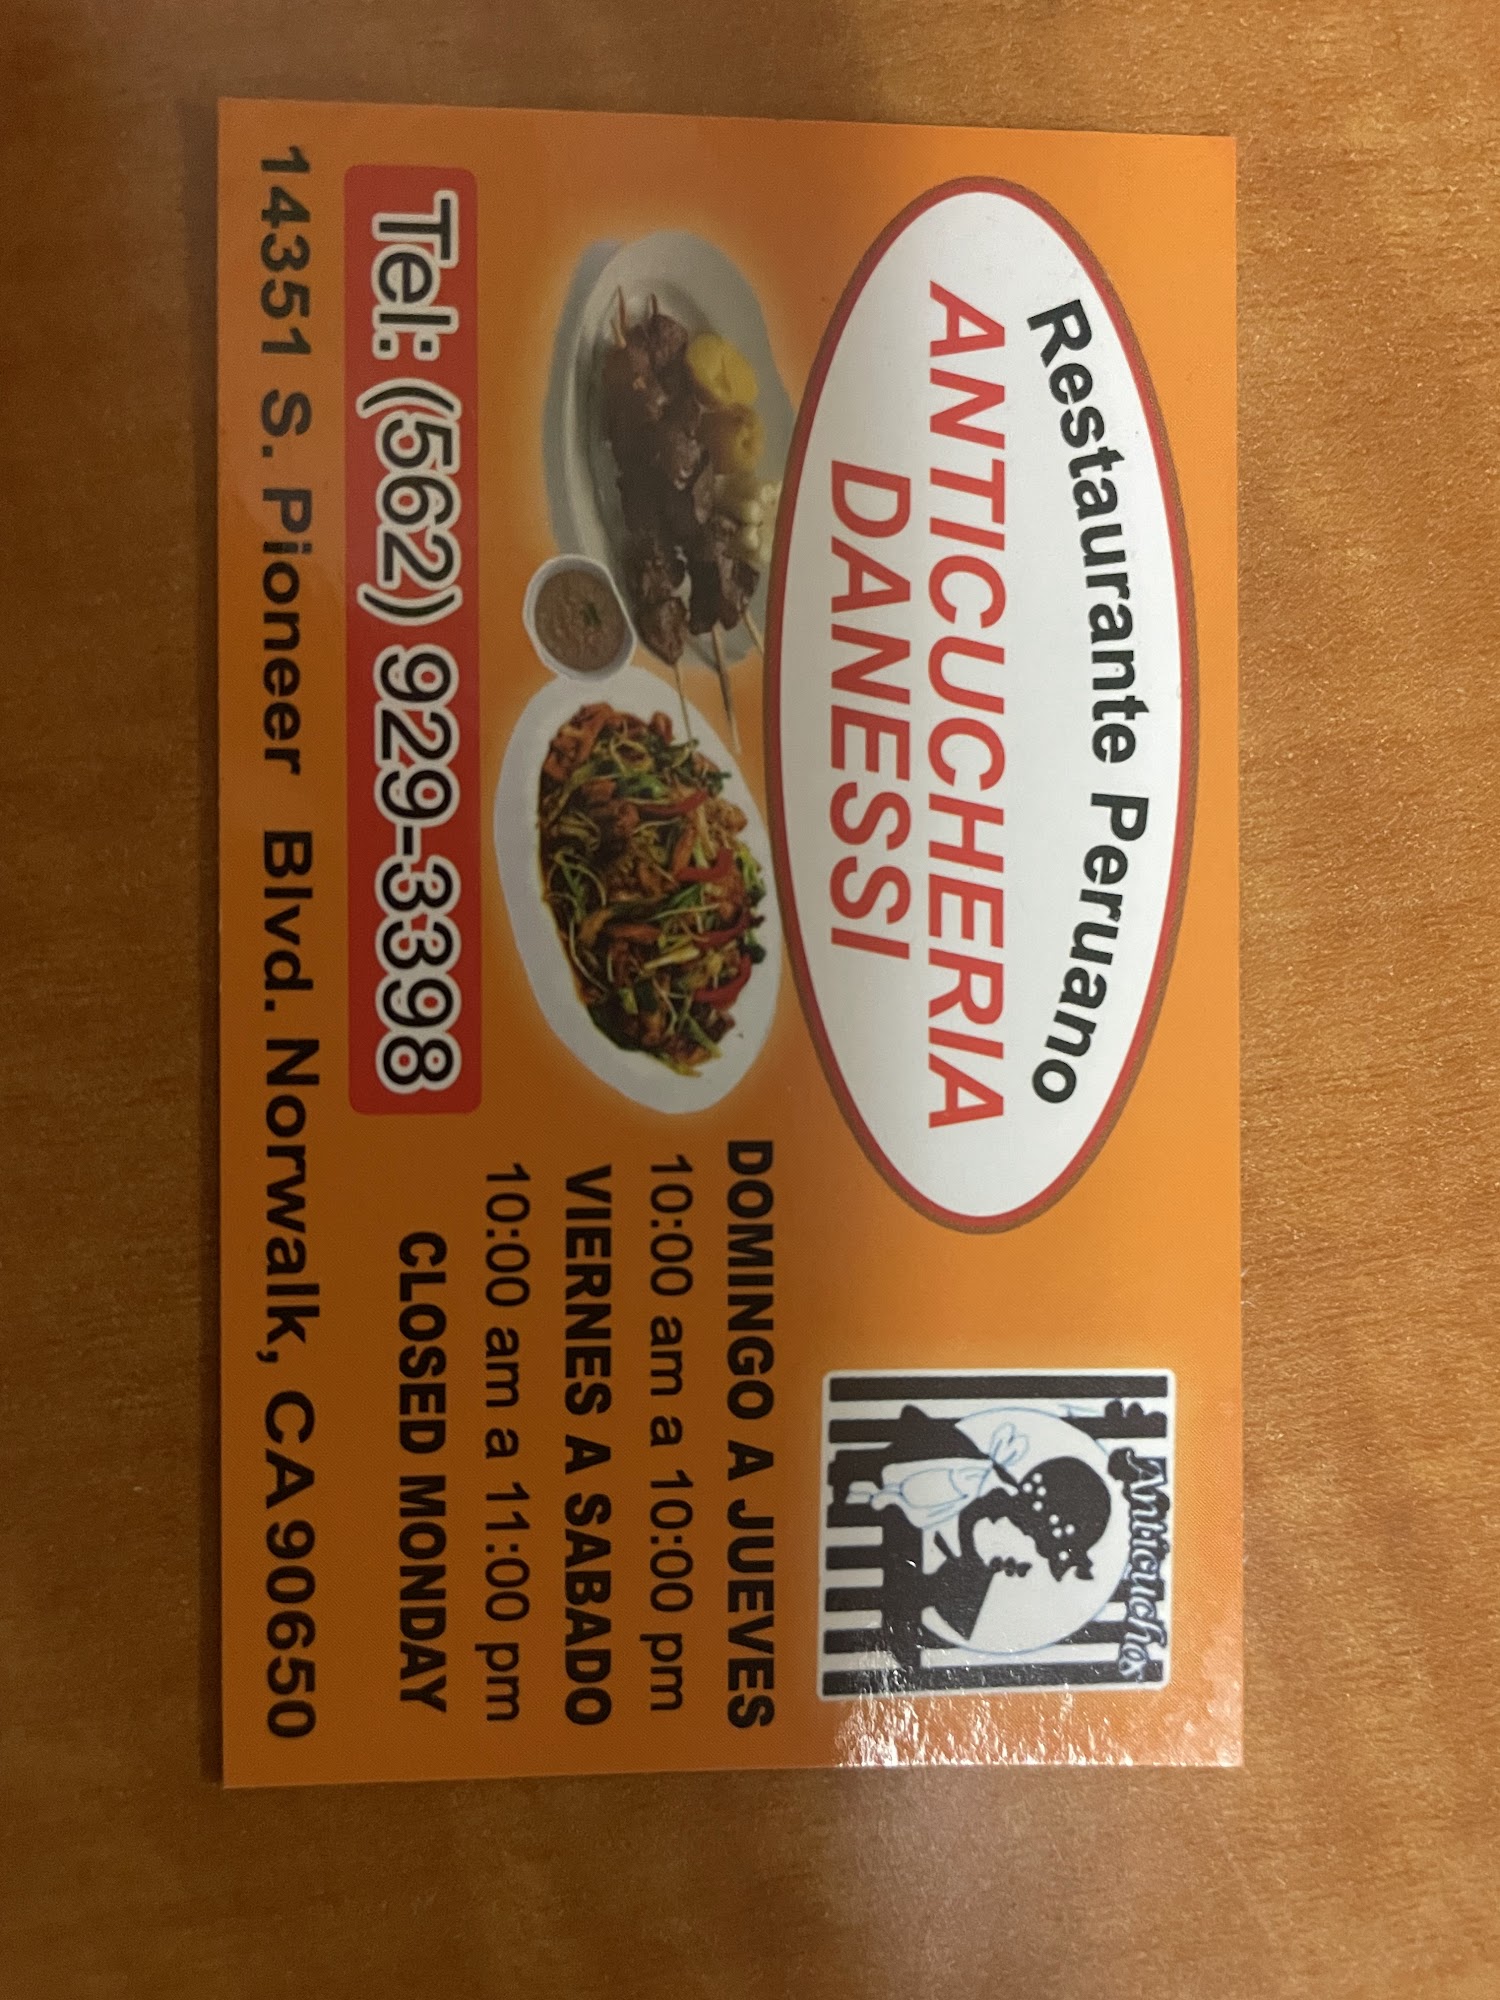 Restaurante Peruano
ANTICUCHERIA
DANESSI
Anticuchos
DOMINGO A JUEVES
10:00 am a 10:00 pm
VIERNES A SABADO
10:00 am a 11:00 pm
CLOSED MONDAY
Tel: (562) 929-3398
14351 S. Pioneer Blvd. Norwalk, CA 90650